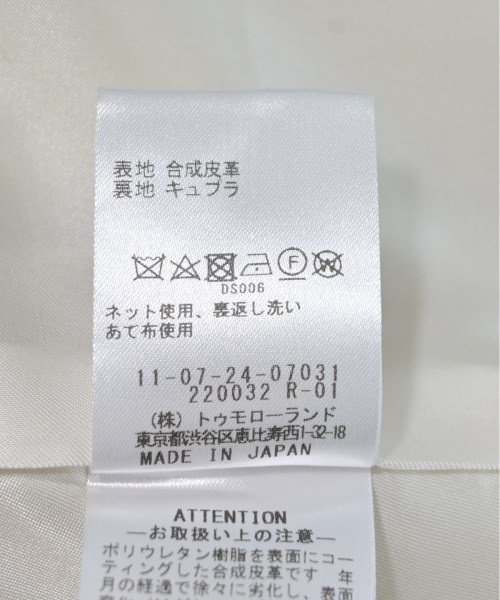 表地 合成皮革
裏地 キュプラ
F W
DS006
ネット使用、裏返し洗い
あて布使用
11-07-24-07031
220032 R-01
(株) トゥモローランド
東京都渋谷区恵比寿西1-32-18
MADE IN JAPAN
ATTENTION
—お取扱い上の注意—
ポリウレタン樹脂を表面にコー
ティングした合成皮革です 年
月の経過で徐々に劣化し、表面